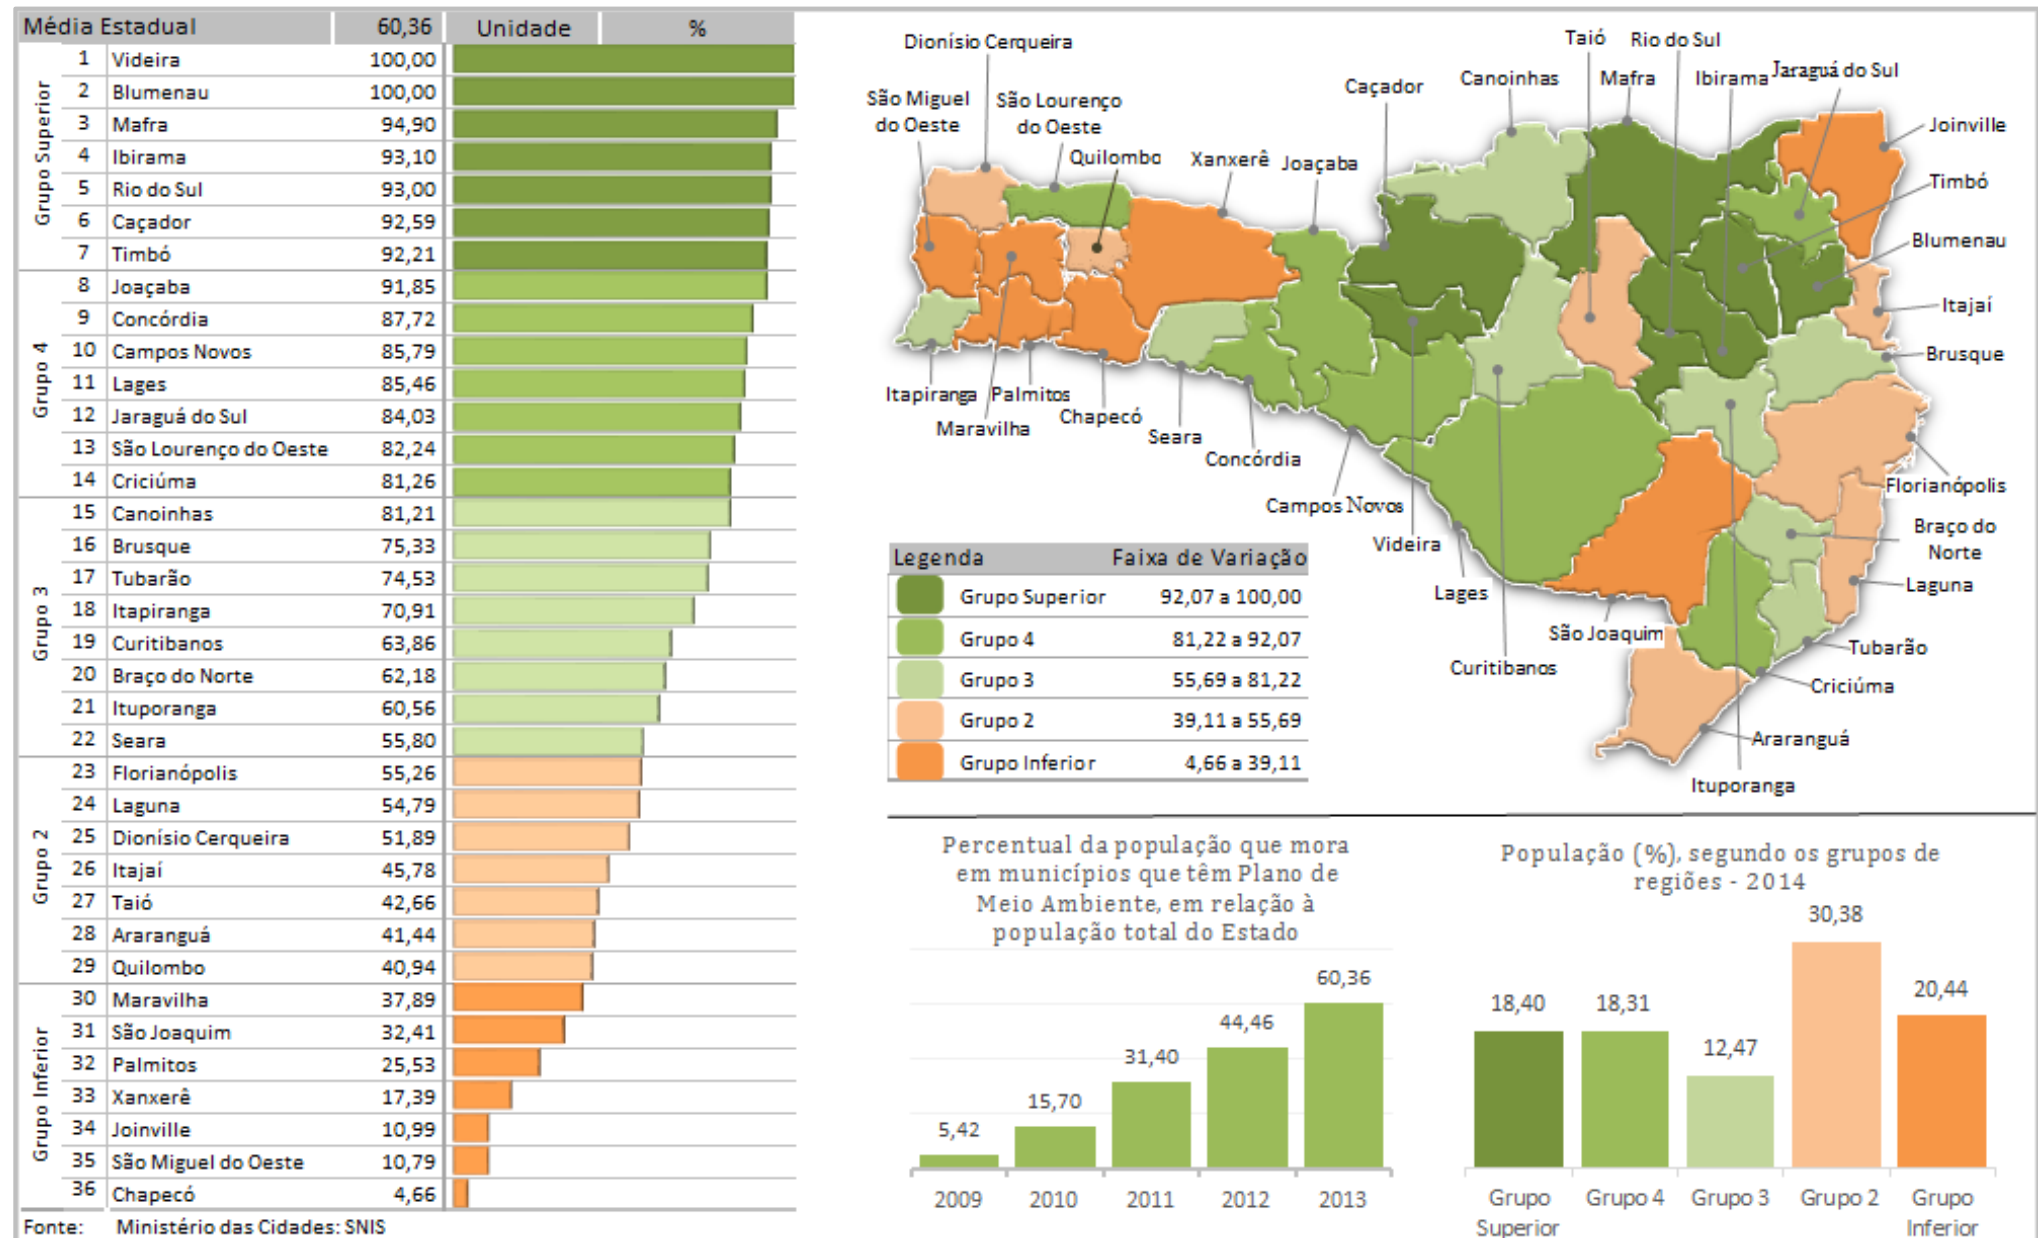 Média Estadual 60,36 Unidade %
Grupo Superior
1 Videira 100,00
2 Blumenau 100,00
3 Mafra 94,90
4 Ibirama 93,10
5 Rio do Sul 93,00
6 Caçador 92,59
7 Timbó 92,21
Grupo 4
8 Joaçaba 91,85
9 Concórdia 87,72
10 Campos Novos 85,79
11 Lages 85,46
12 Jaraguá do Sul 84,03
13 São Lourenço do Oeste 82,24
14 Criciúma 81,26
Grupo 3
15 Canoinhas 81,21
16 Brusque 75,33
17 Tubarão 74,53
18 Itapiranga 70,91
19 Curitibanos 63,86
20 Braço do Norte 62,18
21 Ituporanga 60,56
22 Seara 55,80
Grupo 2
23 Florianópolis 55,26
24 Laguna 54,79
25 Dionísio Cerqueira 51,89
26 Itajaí 45,78
27 Taió 42,66
28 Araranguá 41,44
29 Quilombo 40,94
Grupo Inferior
30 Maravilha 37,89
31 São Joaquim 32,41
32 Palmitos 25,53
33 Xanxerê 17,39
34 Joinville 10,99
35 São Miguel do Oeste 10,79
36 Chapecó 4,66
Fonte: Ministério das Cidades: SNIS
Dionísio Cerqueira
São Miguel
do Oeste
São Lourenço
do Oeste
Quilombo
Xanxerê
Joaçaba
Caçador
Canoinhas
Taió
Mafra
Rio do Sul
Ibirama
Jaraguá do Sul
Joinville
Timbó
Blumenau
Itajaí
Brusque
Florianópolis
Braço do
Norte
Laguna
Tubarão
Criciúma
Araranguá
Ituporanga
São Joaquim
Curitibanos
Lages
Videira
Campos Novos
Concórdia
Seara
Chapecó
Maravilha
Palmitos
Itapiranga
Legenda Faixa de Variação
Grupo Superior 92,07 a 100,00
Grupo 4 81,22 a 92,07
Grupo 3 55,69 a 81,22
Grupo 2 39,11 a 55,69
Grupo Inferior 4,66 a 39,11
Percentual da população que mora
em municípios que têm Plano de
Meio Ambiente, em relação à
população total do Estado
5,42
15,70
31,40
44,46
60,36
2009 2010 2011 2012 2013
População (%), segundo os grupos de
regiões - 2014
18,40
18,31
12,47
30,38
20,44
Grupo
Superior
Grupo 4
Grupo 3
Grupo 2
Grupo
Inferior